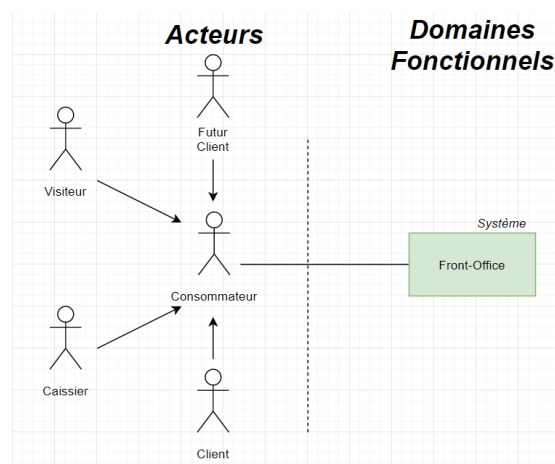 Acteurs
Domaines
Fonctionnels
Futur
Client
Visiteur
Système
Front-Office
Consommateur
Caissier
Client